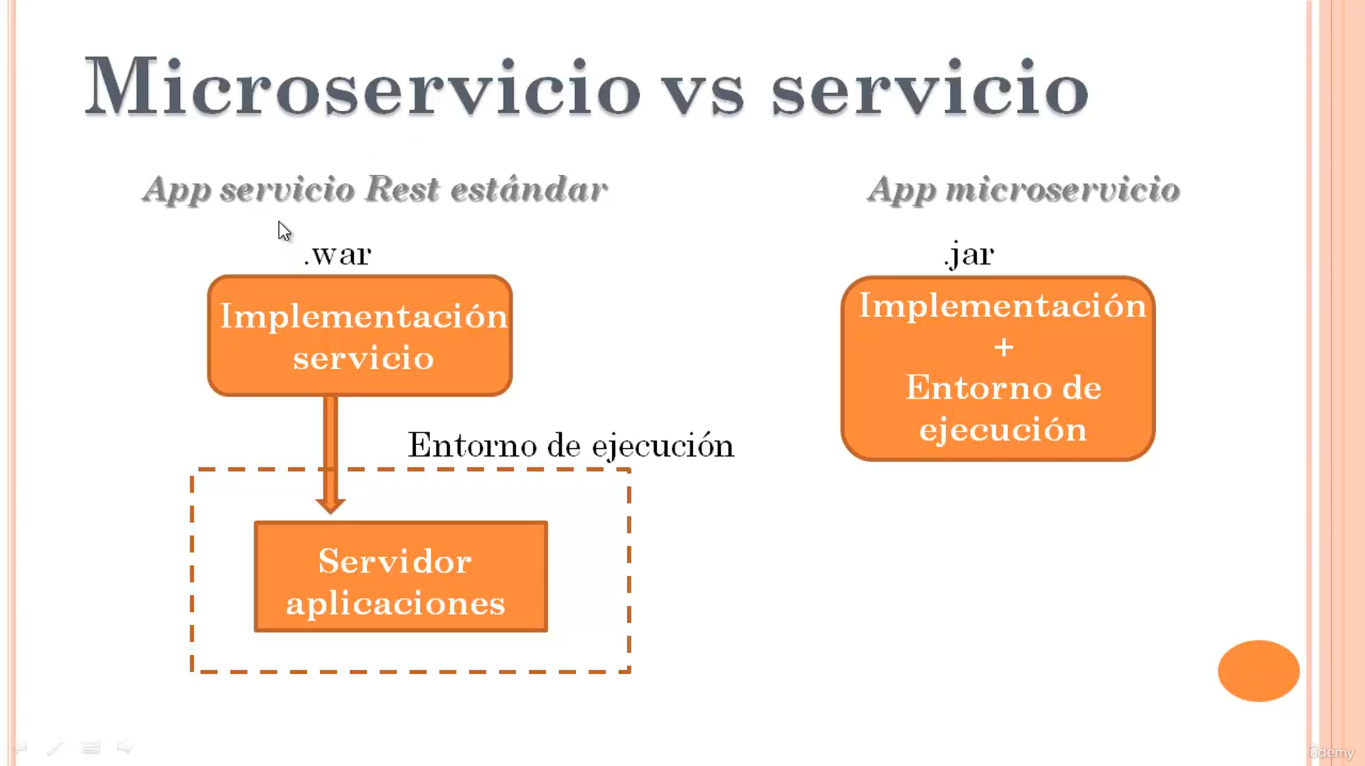 Microservicio vs servicio
App servicio Rest estándar
.war
Implementación
servicio
Entorno de ejecución
Servidor
aplicaciones
App microservicio
.jar
Implementación
+
Entorno de
ejecución
ûdemy